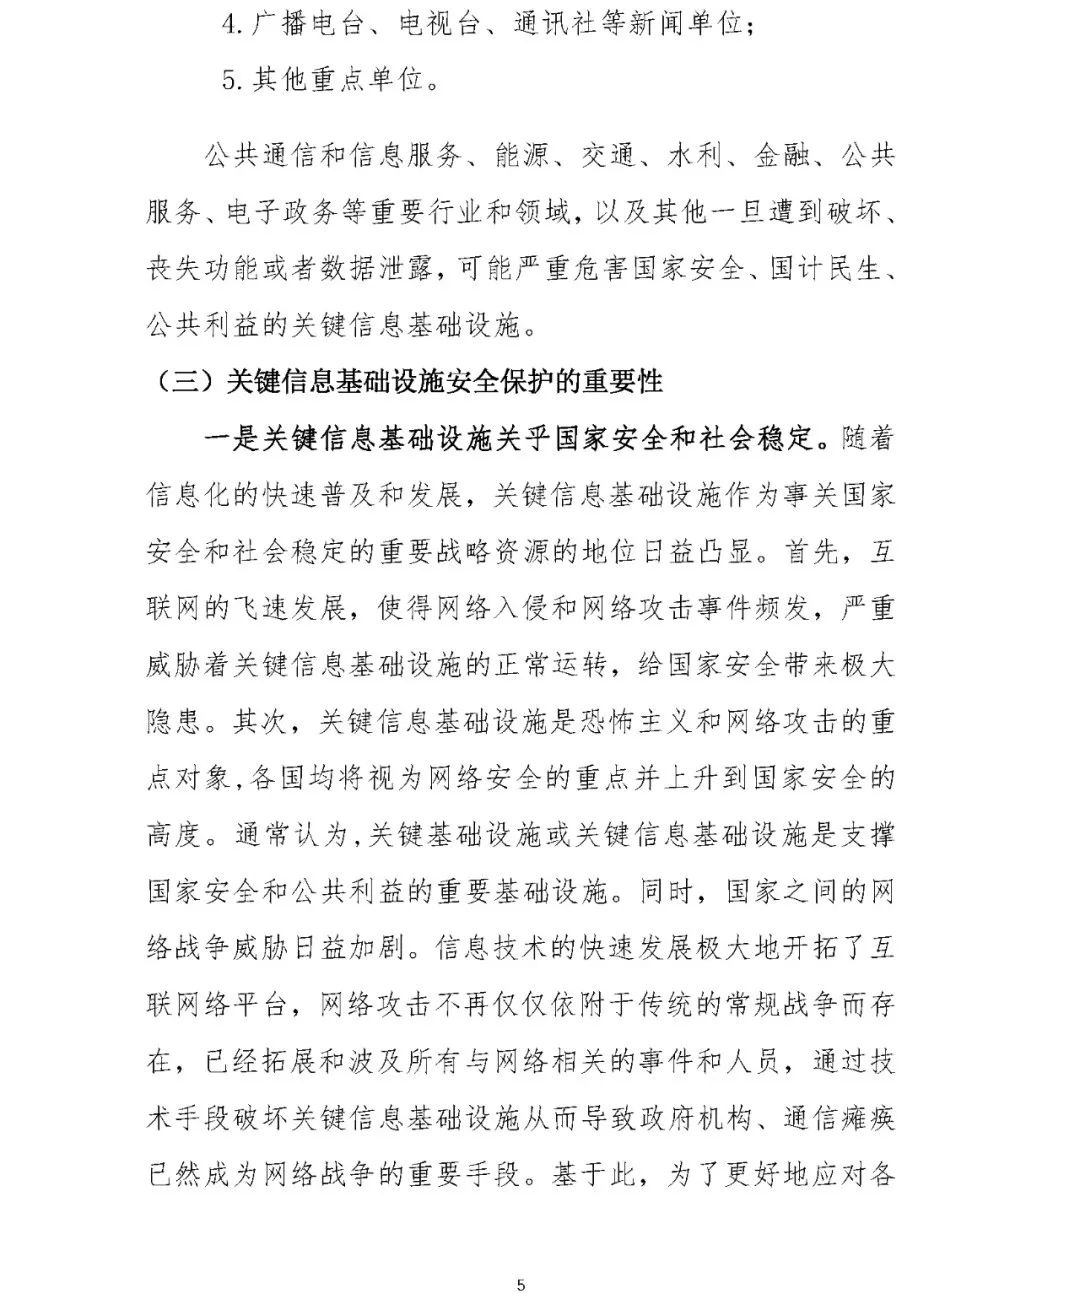 4. 广播电台、电视台、通讯社等新闻单位；
5. 其他重点单位。
公共通信和信息服务、能源、交通、水利、金融、公共
服务、电子政务等重要行业和领域，以及其他一旦遭到破坏、
丧失功能或者数据泄露，可能严重危害国家安全、国计民生、
公共利益的关键信息基础设施。
（三）关键信息基础设施安全保护的重要性
一是关键信息基础设施关乎国家安全和社会稳定。随着
信息化的快速普及和发展，关键信息基础设施作为事关国家
安全和社会稳定的重要战略资源的地位日益凸显。首先，互
联网的飞速发展，使得网络入侵和网络攻击事件频发，严重
威胁着关键信息基础设施的正常运转，给国家安全带来极大
隐患。其次，关键信息基础设施是恐怖主义和网络攻击的重
点对象,各国均将视为网络安全的重点并上升到国家安全的
高度。通常认为,关键基础设施或关键信息基础设施是支撑
国家安全和公共利益的重要基础设施。同时，国家之间的网
络战争威胁日益加剧。信息技术的快速发展极大地开拓了互
联网络平台，网络攻击不再仅仅依附于传统的常规战争而存
在，已经拓展和波及所有与网络相关的事件和人员，通过技
术手段破坏关键信息基础设施从而导致政府机构、通信瘫痪
已然成为网络战争的重要手段。基于此，为了更好地应对各
5